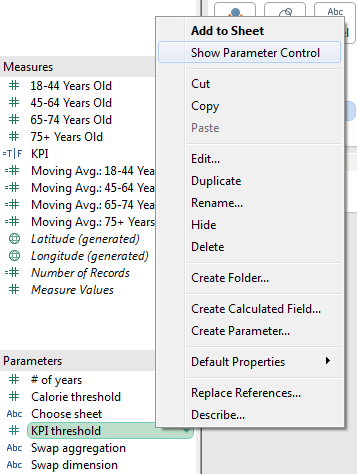 Abc
Add to Sheet
Show Parameter Control
Cut
Copy
Paste
Edit...
Duplicate
Rename...
Hide
Delete
Create Folder...
Create Calculated Field...
Create Parameter...
Default Properties
Replace References...
Describe...
Measures
# 18-44 Years Old
# 45-64 Years Old
# 65-74 Years Old
# 75+ Years Old
=T|F KPI
=# Moving Avg.: 18-44 Yea
=# Moving Avg.: 45-64 Yea
=# Moving Avg.: 65-74 Yea
=# Moving Avg.: 75+ Years
Latitude (generated)
Longitude (generated)
=# Number of Records
# Measure Values
Parameters
# # of years
# Calorie threshold
Abc Choose sheet
# KPI threshold
Abc Swap aggregation
Abc Swap dimension